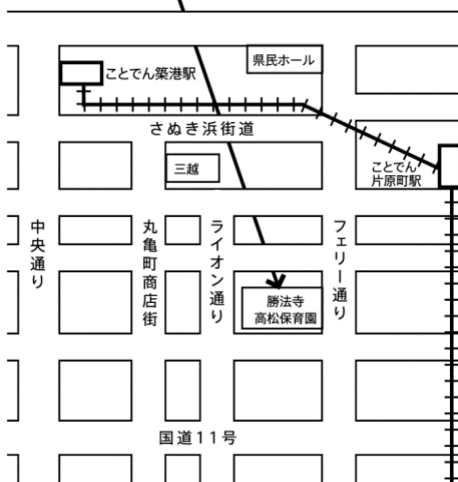 県民ホール
ことでん築港駅
さぬき浜街道
三越
ことでん
片原町駅
中央通り
丸亀町商店街
ライオン通り
フェリー通り
勝法寺
高松保育園
国道11号